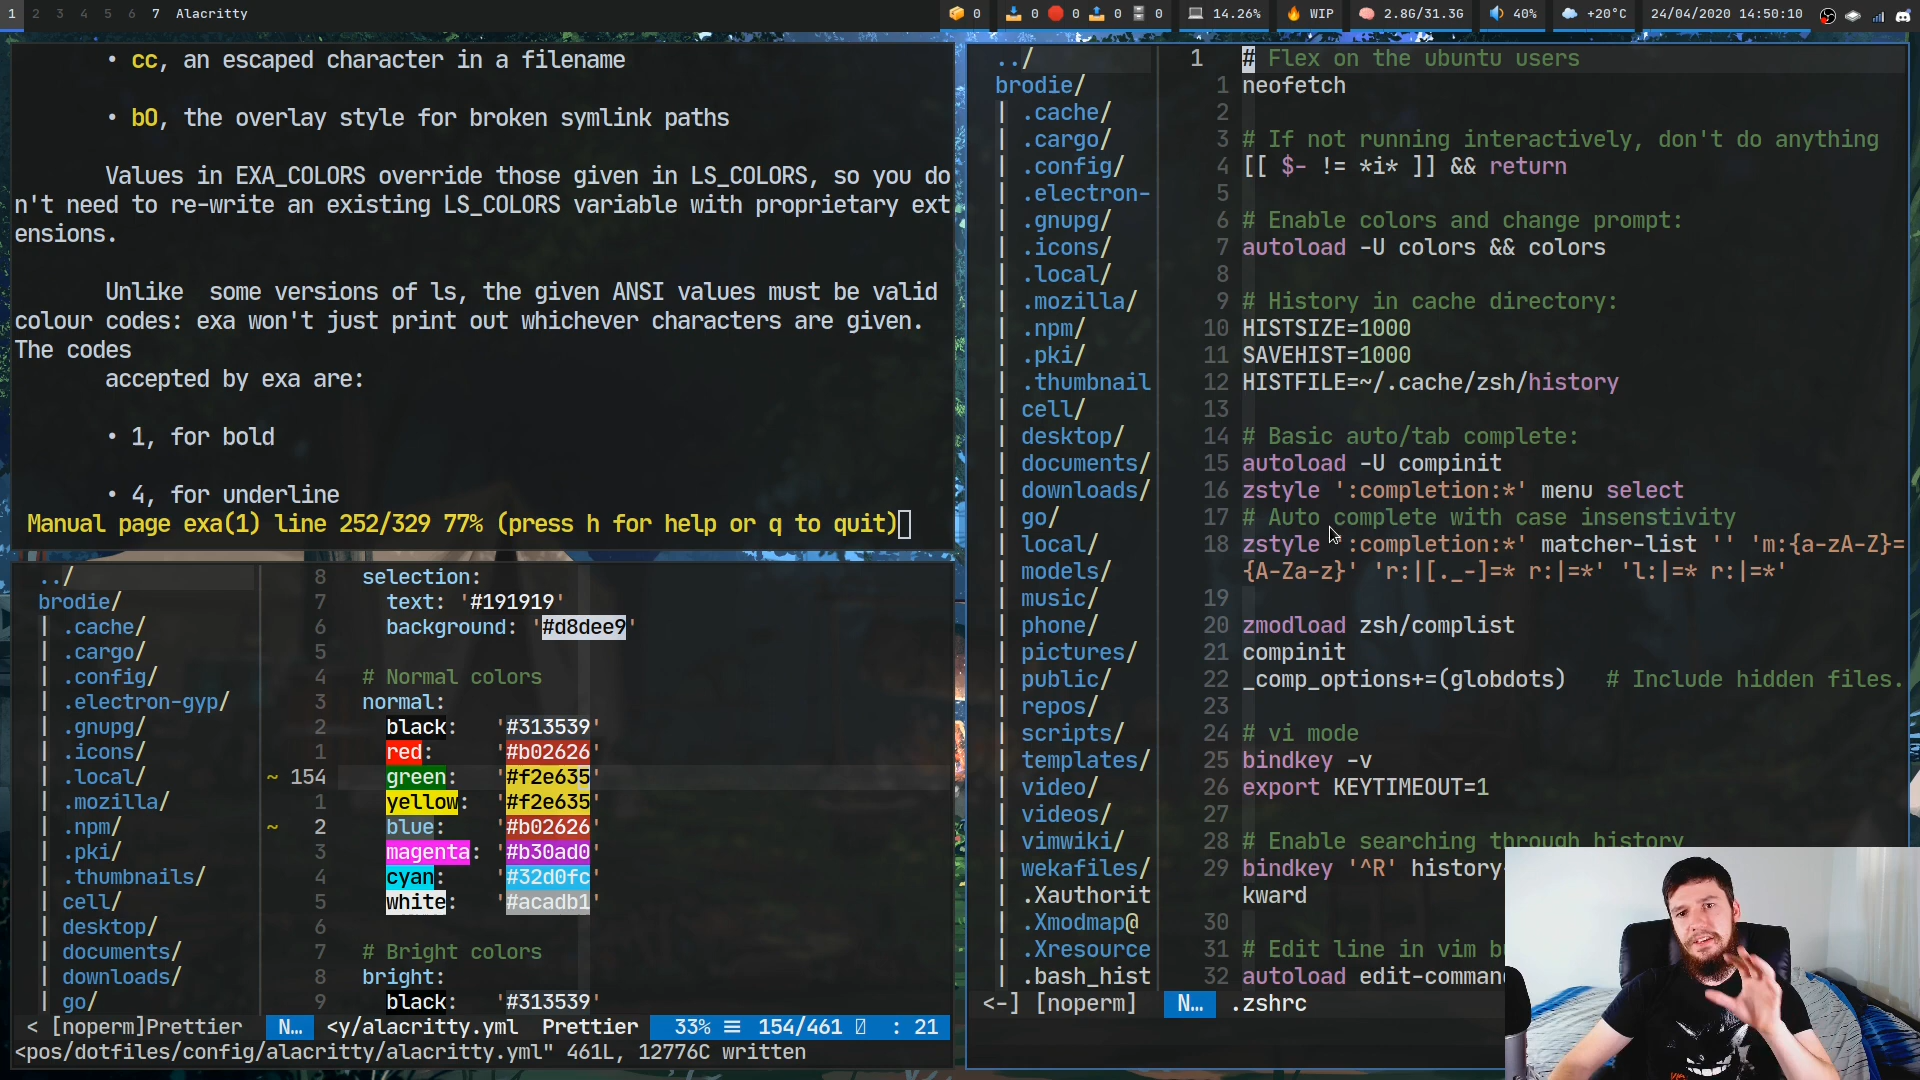 1 2 3 4 5 6 7 Alacritty 0 0 0 0 0 14.26% WIP 2.8G/31.3G 40% +20°C 24/04/2020 14:50:10
• cc, an escaped character in a filename
• bO, the overlay style for broken symlink paths
Values in EXA_COLORS override those given in LS_COLORS, so you do
n't need to re-write an existing LS_COLORS variable with proprietary ext
ensions.
Unlike  some versions of ls, the given ANSI values must be valid
colour codes: exa won't just print out whichever characters are given.
The codes
accepted by exa are:
• 1, for bold
• 4, for underline
Manual page exa(1) line 252/329 77% (press h for help or q to quit)
../
brodie/
| .cache/
| .cargo/
| .config/
| .electron-gyp/
| .gnupg/
| .icons/
| .local/
| .mozilla/
| .npm/
| .pki/
| .thumbnails/
| cell/
| desktop/
| documents/
| downloads/
| go/
8 selection:
7 text: '#191919'
6 background: '#d8dee9'
5
4 # Normal colors
3 normal:
2 black: '#313539'
1 red: '#b02626'
~ 154 green: '#f2e635'
1 yellow: '#f2e635'
~ 2 blue: '#b02626'
3 magenta: '#b30ad0'
4 cyan: '#32d0fc'
5 white: '#acadb1'
6
7 # Bright colors
8 bright:
9 black: '#313539'
< [noperm]Prettier N… <y/alacritty.yml Prettier 33% ≡ 154/461 : 21
<pos/dotfiles/config/alacritty/alacritty.yml" 461L, 12776C written
../
brodie/
| .cache/
| .cargo/
| .config/
| .electron-
| .gnupg/
| .icons/
| .local/
| .mozilla/
| .npm/
| .pki/
| .thumbnail
| cell/
| desktop/
| documents/
| downloads/
| go/
| local/
| models/
| music/
| phone/
| pictures/
| public/
| repos/
| scripts/
| templates/
| video/
| videos/
| vimwiki/
| wekafiles/
| .Xauthorit
| .Xmodmap@
| .Xresource
| .bash_hist
1 # Flex on the ubuntu users
1 neofetch
2
3 # If not running interactively, don't do anything
4 [[ $- != *i* ]] && return
5
6 # Enable colors and change prompt:
7 autoload -U colors && colors
8
9 # History in cache directory:
10 HISTSIZE=1000
11 SAVEHIST=1000
12 HISTFILE=~/.cache/zsh/history
13
14 # Basic auto/tab complete:
15 autoload -U compinit
16 zstyle ':completion:*' menu select
17 # Auto complete with case insenstivity
18 zstyle ':completion:*' matcher-list '' 'm:{a-zA-Z}=
{A-Za-z}' 'r:|[._-]=* r:|=*' 'l:|=* r:|=*'
19
20 zmodload zsh/complist
21 compinit
22 _comp_options+=(globdots)   # Include hidden files.
23
24 # vi mode
25 bindkey -v
26 export KEYTIMEOUT=1
27
28 # Enable searching through history
29 bindkey '^R' history-
kward
30
31 # Edit line in vim b
32 autoload edit-comman
<-] [noperm] N… .zshrc